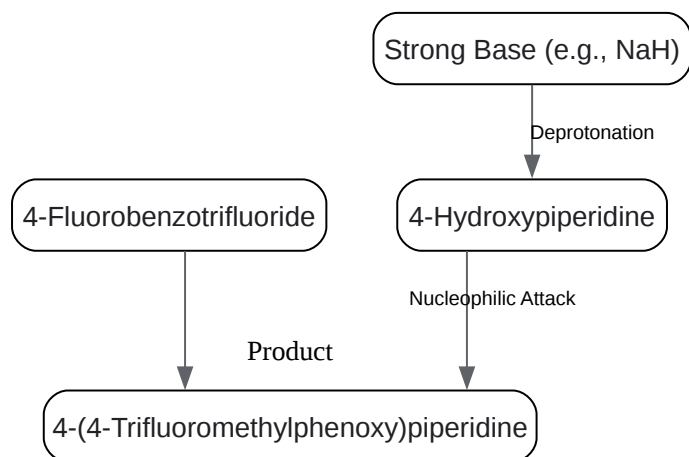 Strong Base (e.g., NaH)
Deprotonation
4-Fluorobenzotrifluoride
4-Hydroxypiperidine
Nucleophilic Attack
Product
4-(4-Trifluoromethylphenoxy)piperidine